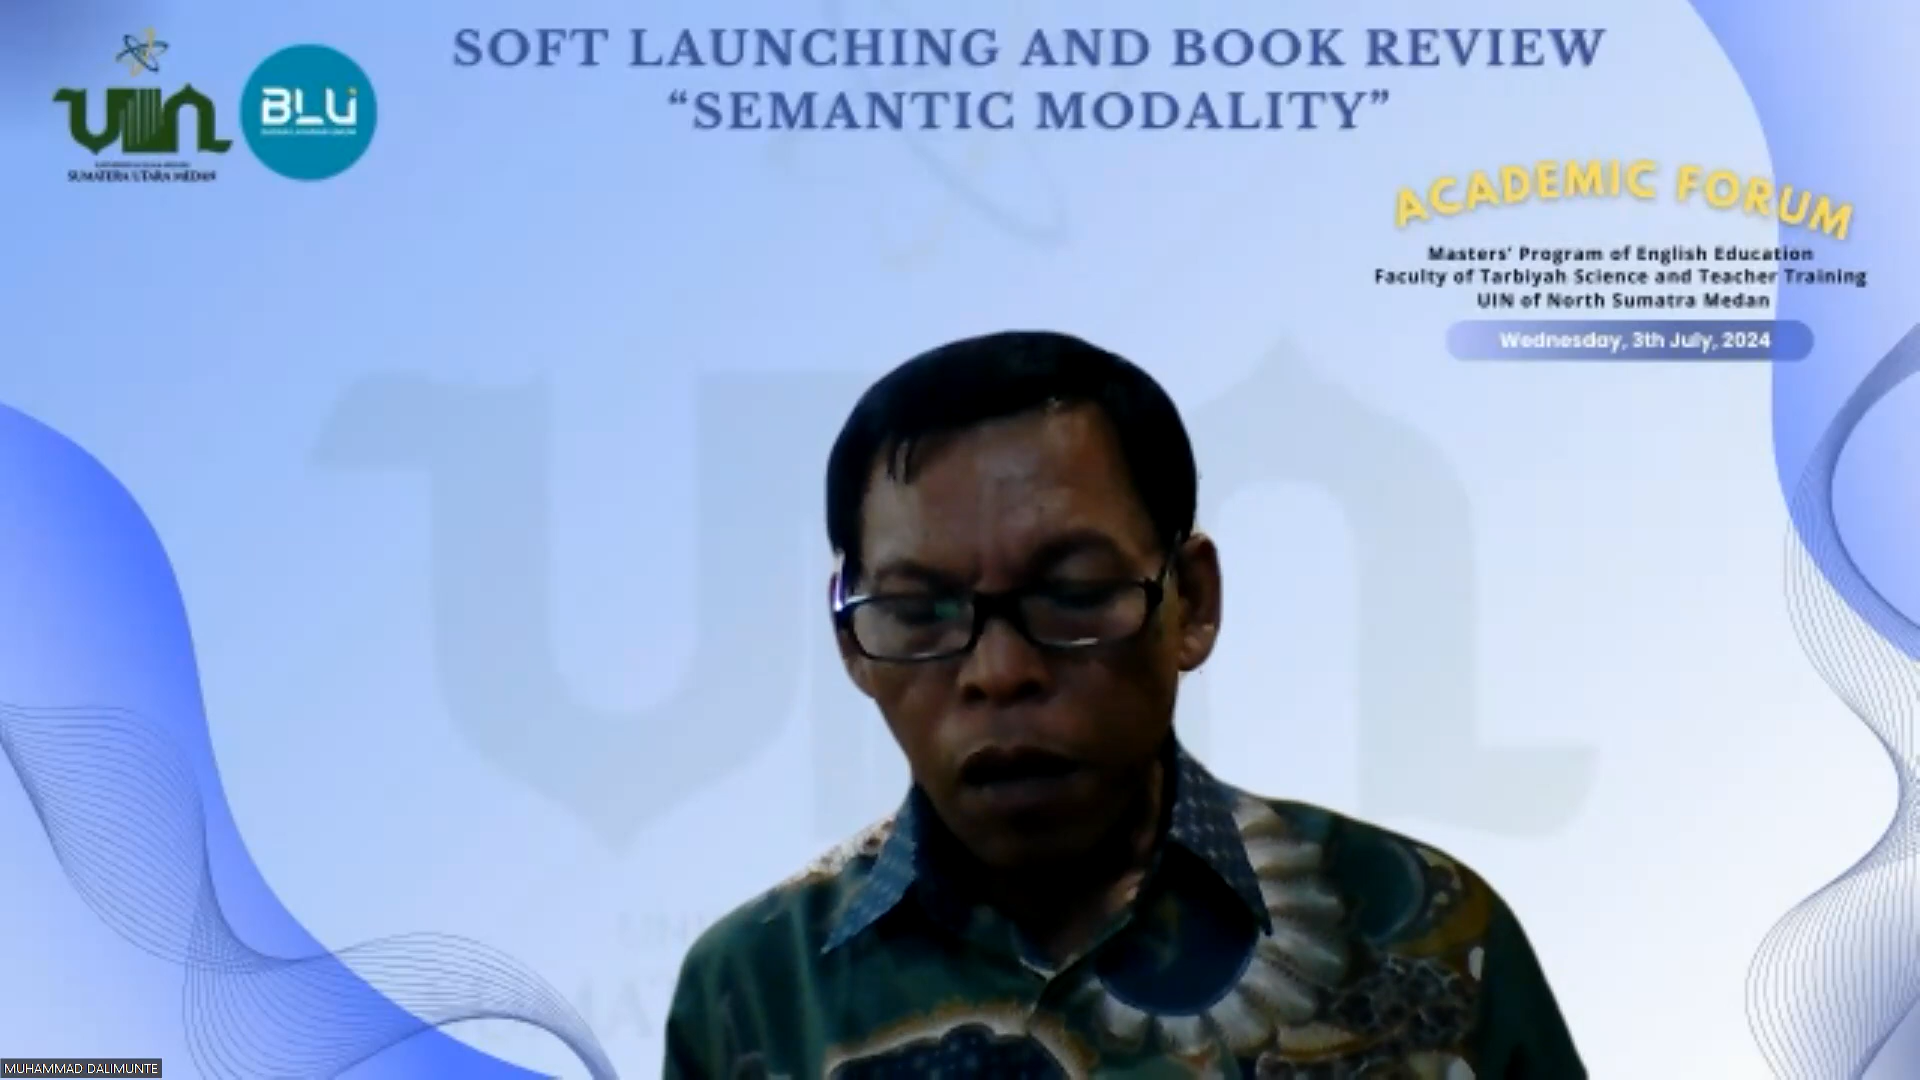 SOFT LAUNCHING AND BOOK REVIEW
“SEMANTIC MODALITY”
UIN
SUMATERA UTARA MEDAN
BLU
ACADEMIC FORUM
Masters' Program of English Education
Faculty of Tarbiyah Science and Teacher Training
UIN of North Sumatra Medan
Wednesday, 3th July, 2024
MUHAMMAD DALIMUNTE